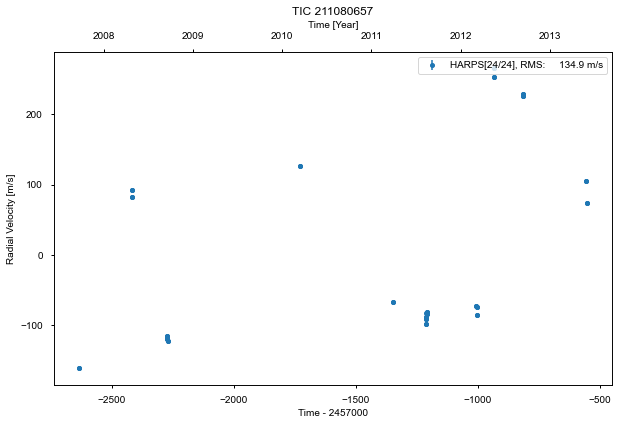 TIC 211080657
Time [Year]
2008 2009 2010 2011 2012 2013
HARPS[24/24], RMS: 134.9 m/s
Radial Velocity [m/s]
200
100
0
−100
−2500 −2000 −1500 −1000 −500
Time - 2457000